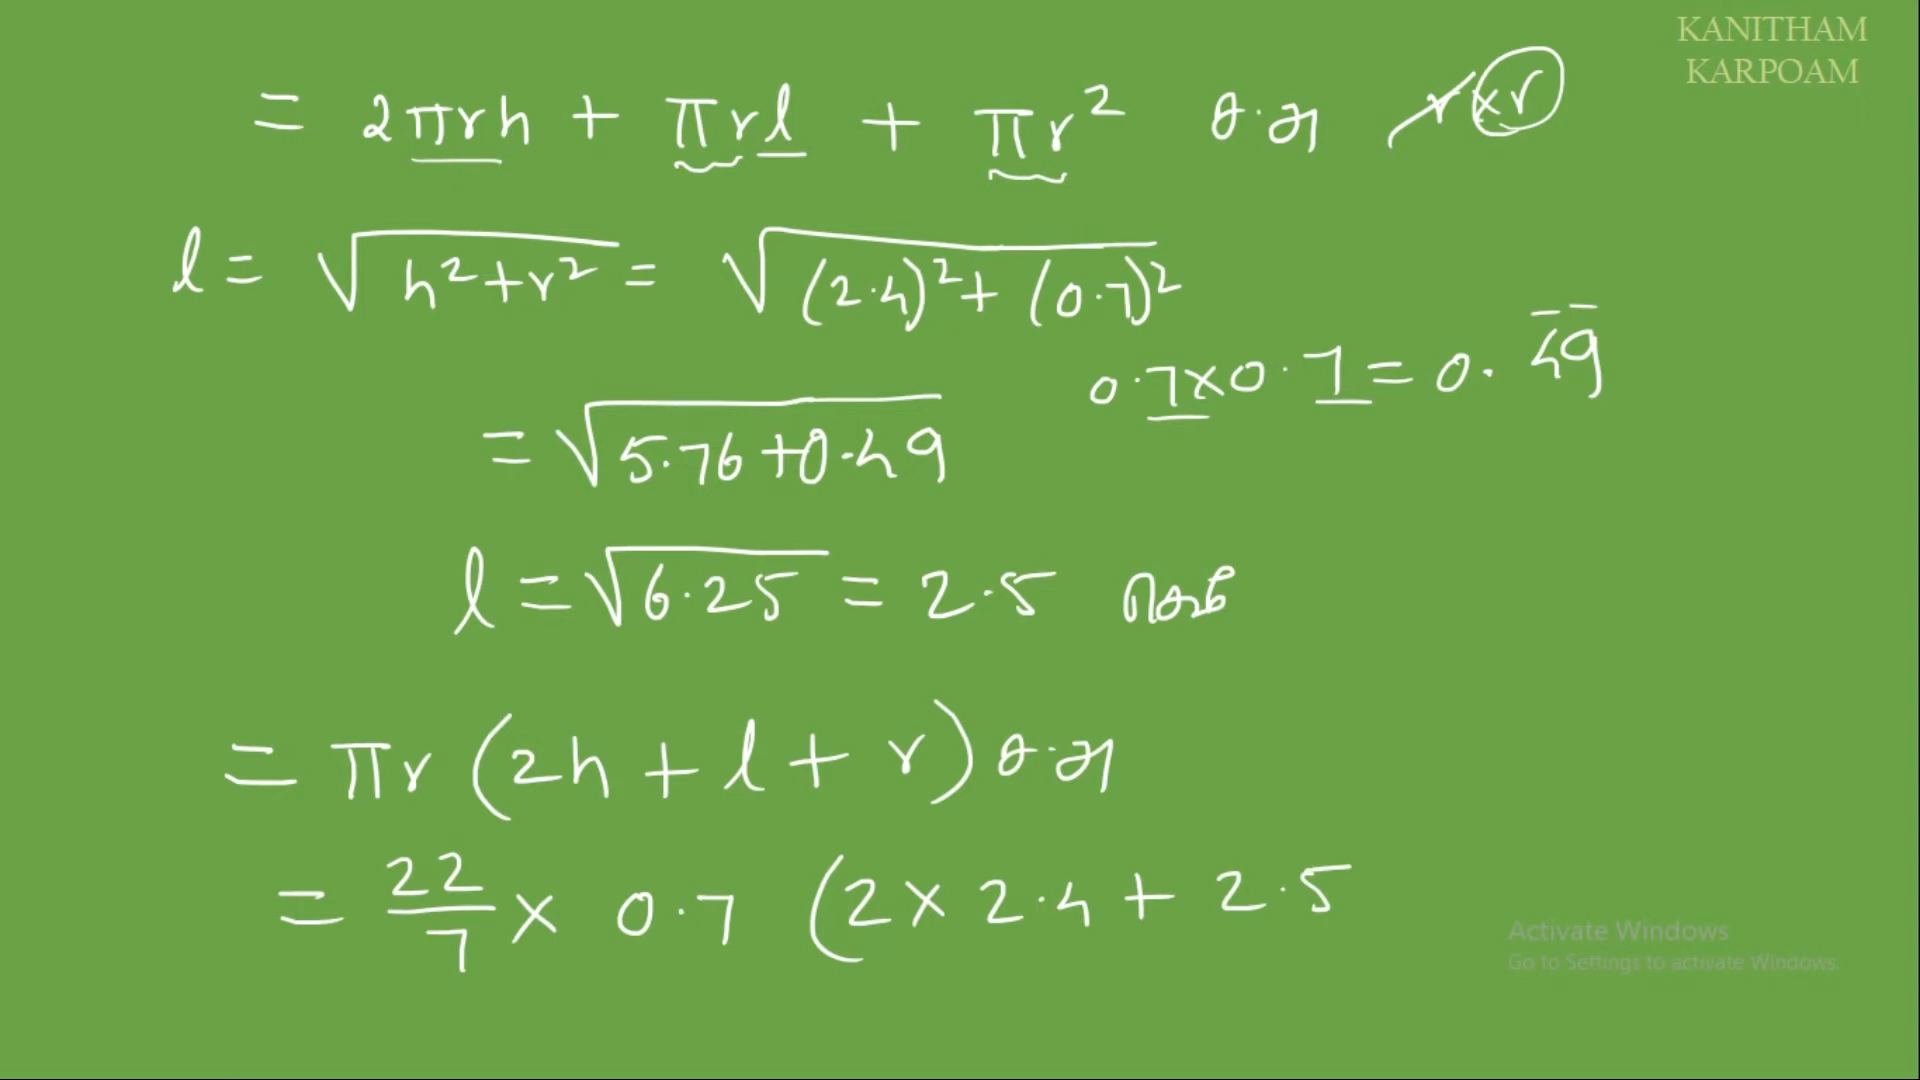 KANITHAM
KARPOAM
= 2πrh + πrl + πr² ச.அ r×r
l = √h²+r² = √(2.4)²+(0.7)²
0.7×0.7=0.49
= √5.76+0.49
l = √6.25 = 2.5 செமீ
= πr (2h + l + r) ச.அ
= 22/7 × 0.7 (2 × 2.4 + 2.5
Activate Windows
Go to Settings to activate Windows.